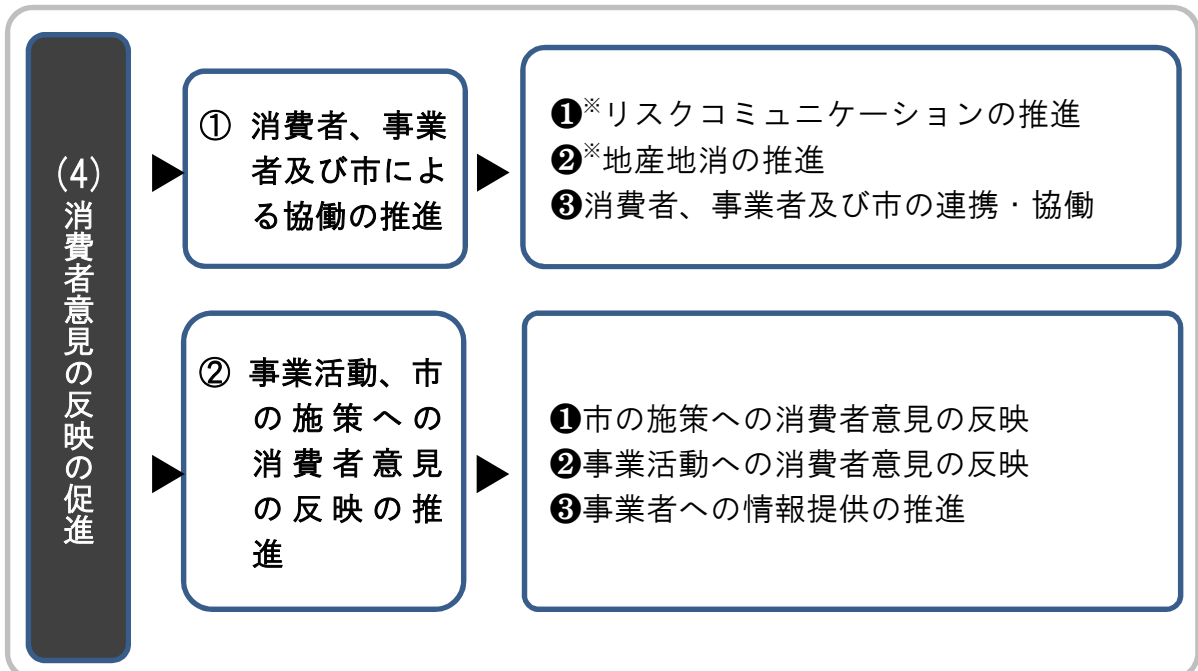 (4)消費者意見の反映の促進
① 消費者、事業
者及び市によ
る協働の推進
❶※リスクコミュニケーションの推進
❷※地産地消の推進
❸消費者、事業者及び市の連携・協働
② 事業活動、市
の施策への
消費者意見
の反映の推
進
❶市の施策への消費者意見の反映
❷事業活動への消費者意見の反映
❸事業者への情報提供の推進